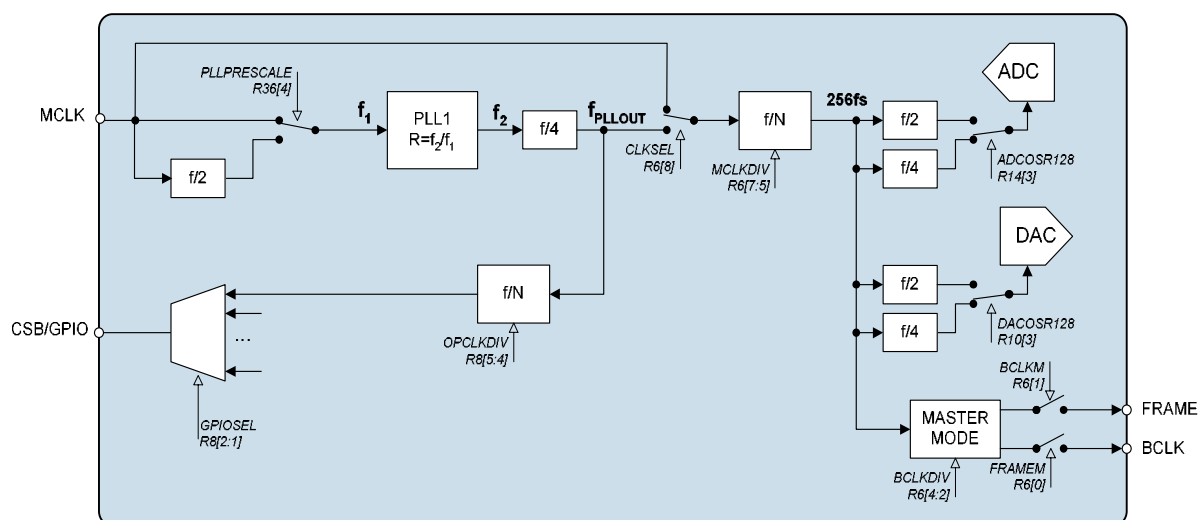 PLLPRESCALE
R36[4]
MCLK
f/2
f1
PLL1
R=f2/f1
f2
f/4
fPLLOUT
CLKSEL
R6[8]
f/N
MCLKDIV
R6[7:5]
256fs
f/2
f/4
ADC
ADCOSR128
R14[3]
DAC
f/2
f/4
DACOSR128
R10[3]
CSB/GPIO
...
GPIOSEL
R8[2:1]
f/N
OPCLKDIV
R8[5:4]
BCLKM
R6[1]
MASTER
MODE
FRAME
BCLK
BCLKDIV
R6[4:2]
FRAMEM
R6[0]